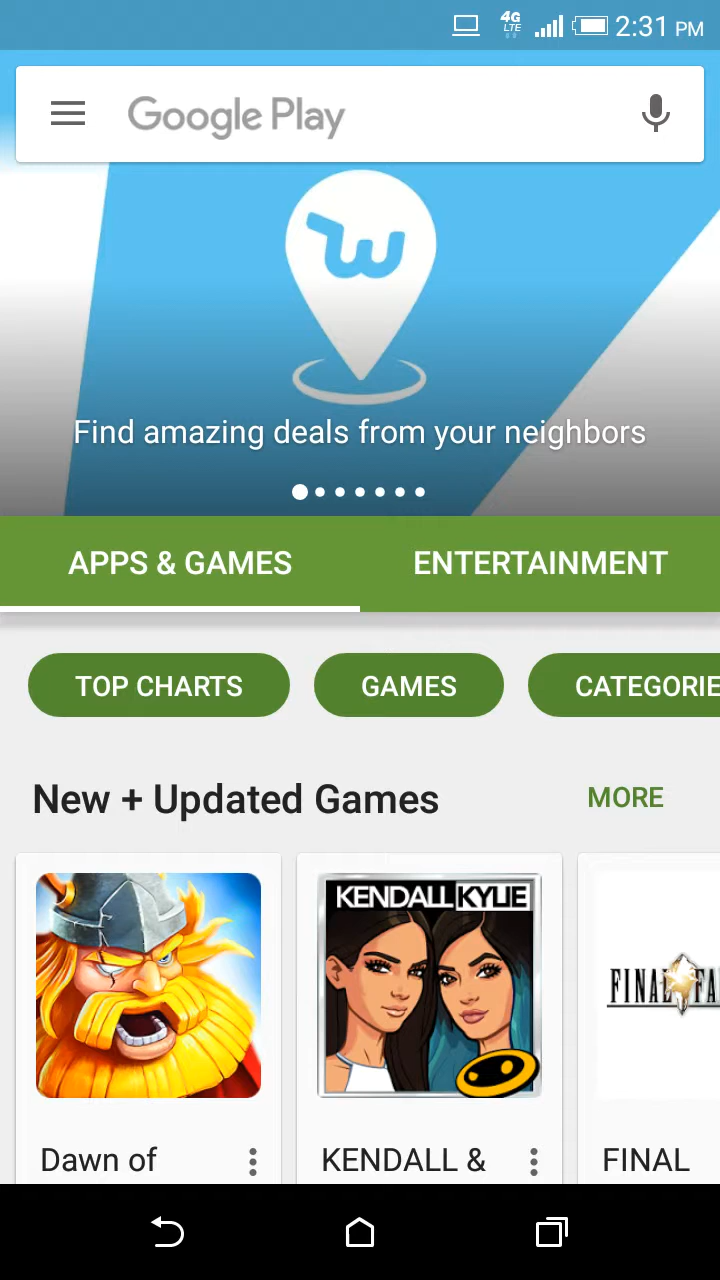 4G LTE 2:31 PM
Google Play
Find amazing deals from your neighbors
APPS & GAMES ENTERTAINMENT
TOP CHARTS GAMES CATEGORIE
New + Updated Games MORE
KENDALL KYLIE
FINAL FA
Dawn of KENDALL & FINAL